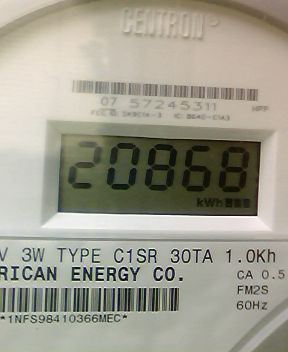 CENTRON
07 57245311
20868
kWh
V 3W TYPE C1SR 30TA 1.0Kh
RICAN ENERGY CO.
CA 0.5
FM2S
60Hz
*1NFS98410366MEC*